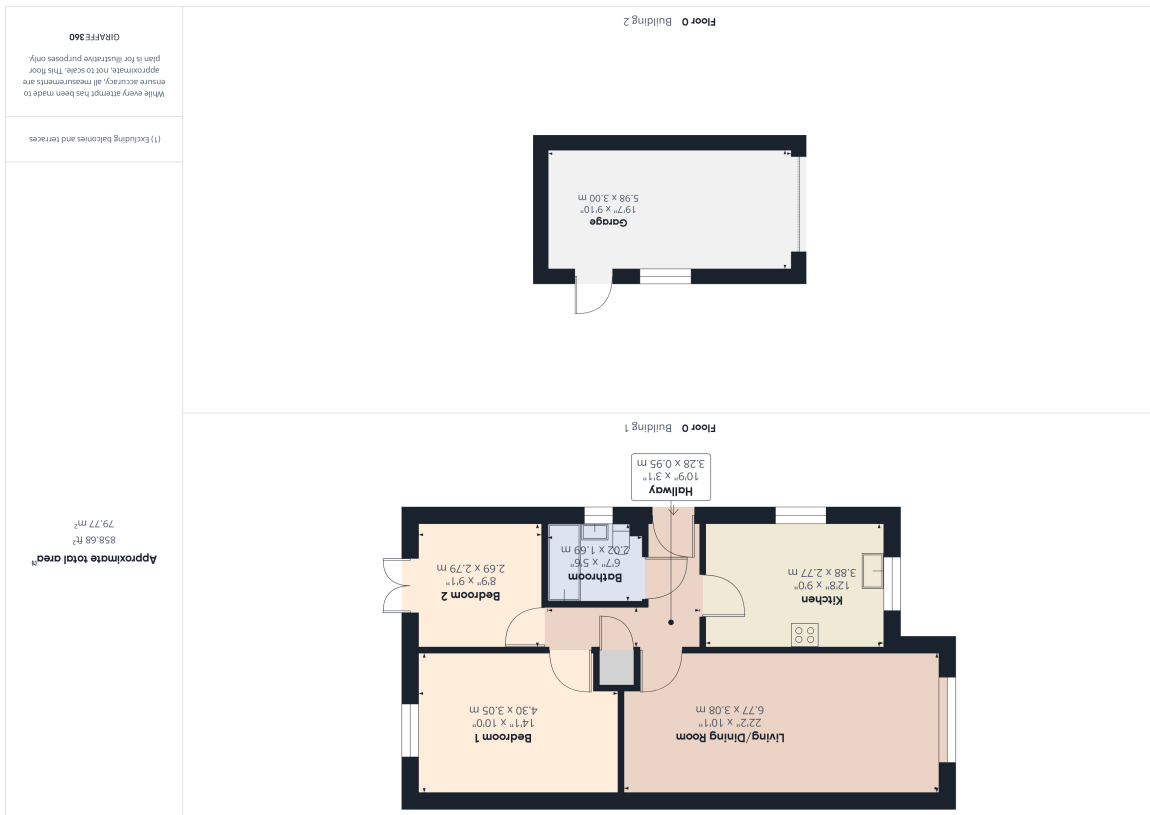 Living/Dining Room
22'2" x 10'1"
6.77 x 3.08 m
Bedroom 1
14'1" x 10'0"
4.30 x 3.05 m
Kitchen
12'8" x 9'0"
3.88 x 2.77 m
Bathroom
6'7" x 5'6"
2.02 x 1.69 m
Bedroom 2
8'9" x 9'1"
2.69 x 2.79 m
Hallway
10'9" x 3'1"
3.28 x 0.95 m
Floor 0 Building 1
Garage
19'7" x 9'10"
5.98 x 3.00 m
Floor 0 Building 2
Approximate total area(1)
858.68 ft²
79.77 m²
(1) Excluding balconies and terraces
While every attempt has been made to
ensure accuracy, all measurements are
approximate, not to scale. This floor
plan is for illustrative purposes only.
GIRAFFE360